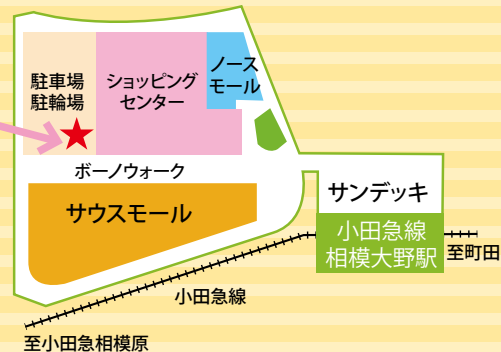 駐車場
駐輪場
ショッピング
センター
ノース
モール
ボーノウォーク
サウスモール
サンデッキ
小田急線
相模大野駅
至町田
小田急線
至小田急相模原